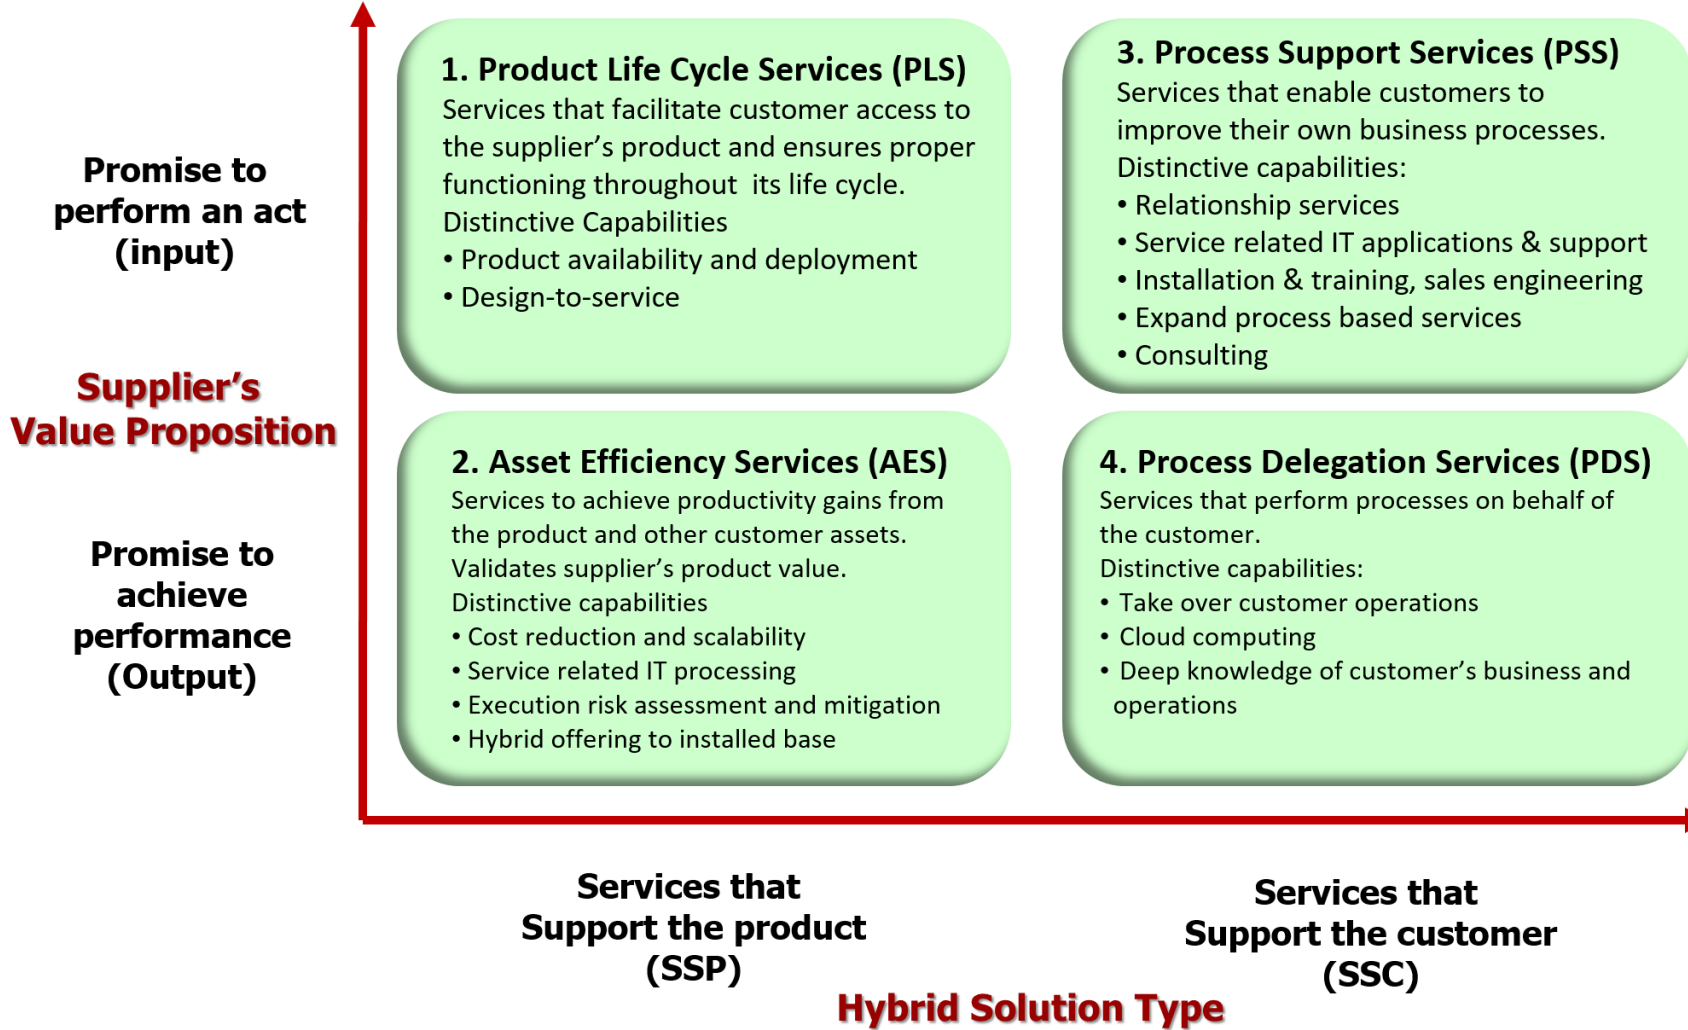 1. Product Life Cycle Services (PLS)
Services that facilitate customer access to
the supplier’s product and ensures proper
functioning throughout its life cycle.
Distinctive Capabilities
• Product availability and deployment
• Design-to-service
3. Process Support Services (PSS)
Services that enable customers to
improve their own business processes.
Distinctive capabilities:
• Relationship services
• Service related IT applications & support
• Installation & training, sales engineering
• Expand process based services
• Consulting
Promise to
perform an act
(input)
Supplier’s
Value Proposition
2. Asset Efficiency Services (AES)
Services to achieve productivity gains from
the product and other customer assets.
Validates supplier’s product value.
Distinctive capabilities
• Cost reduction and scalability
• Service related IT processing
• Execution risk assessment and mitigation
• Hybrid offering to installed base
4. Process Delegation Services (PDS)
Services that perform processes on behalf of
the customer.
Distinctive capabilities:
• Take over customer operations
• Cloud computing
• Deep knowledge of customer’s business and
operations
Promise to
achieve
performance
(Output)
Services that
Support the product
(SSP)
Services that
Support the customer
(SSC)
Hybrid Solution Type